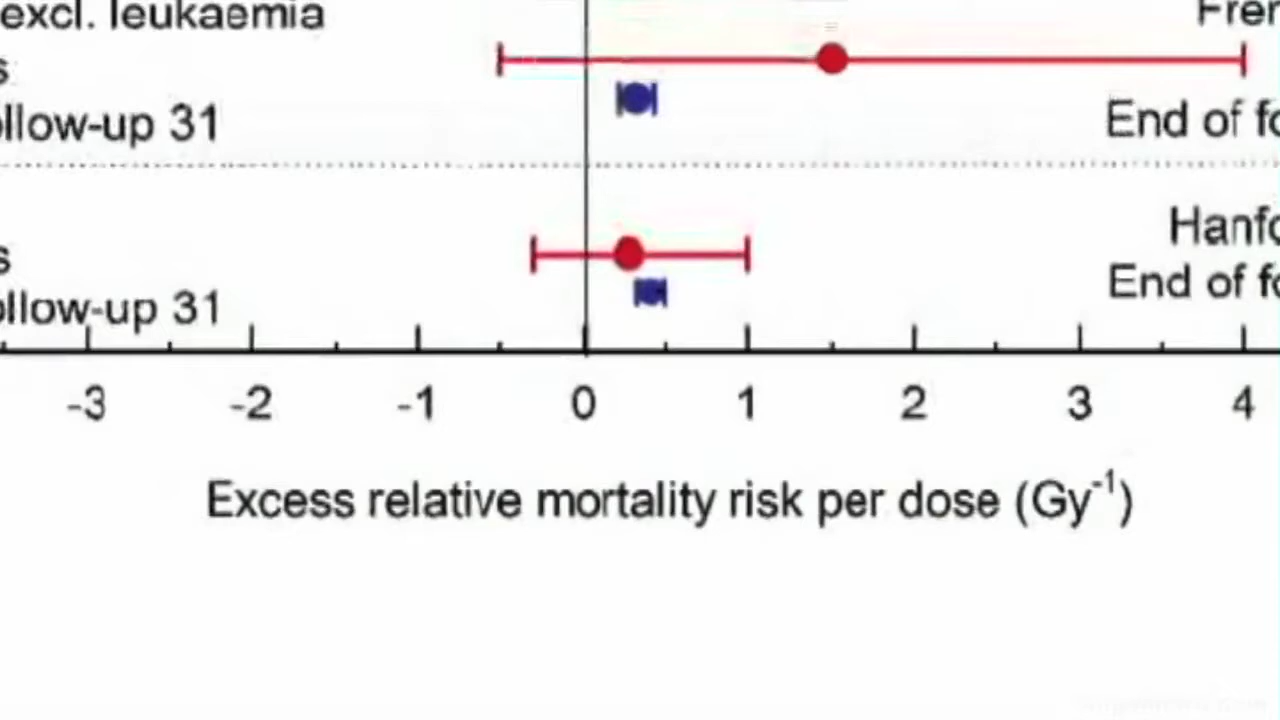 excl. leukaemia
s
ollow-up 31
s
ollow-up 31
Fren
End of fo
Hanfo
End of fo
-3 -2 -1 0 1 2 3 4
Excess relative mortality risk per dose (Gy⁻¹)